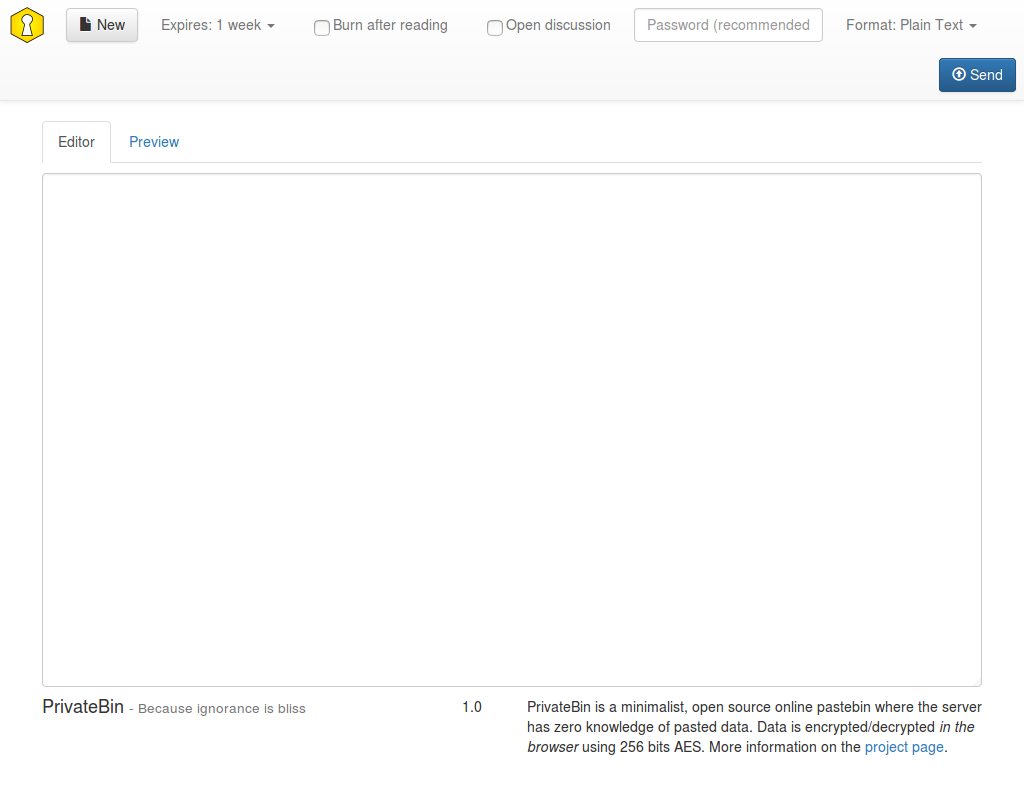 New Expires: 1 week Burn after reading Open discussion Password (recommended Format: Plain Text
Send
Editor Preview
PrivateBin - Because ignorance is bliss 1.0 PrivateBin is a minimalist, open source online pastebin where the server
has zero knowledge of pasted data. Data is encrypted/decrypted in the
browser using 256 bits AES. More information on the project page.